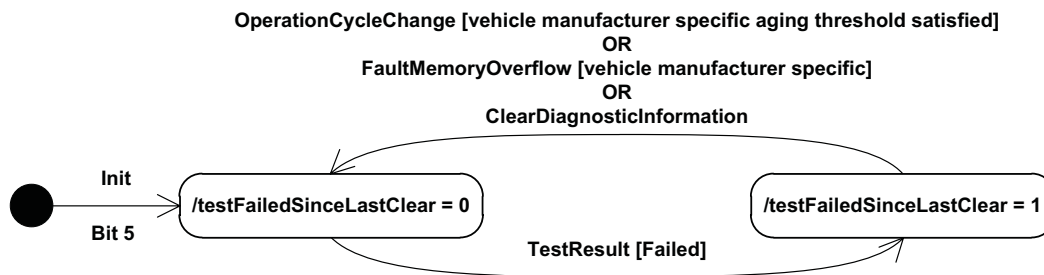 OperationCycleChange [vehicle manufacturer specific aging threshold satisfied]
OR
FaultMemoryOverflow [vehicle manufacturer specific]
OR
ClearDiagnosticInformation
Init
Bit 5
/testFailedSinceLastClear = 0
/testFailedSinceLastClear = 1
TestResult [Failed]